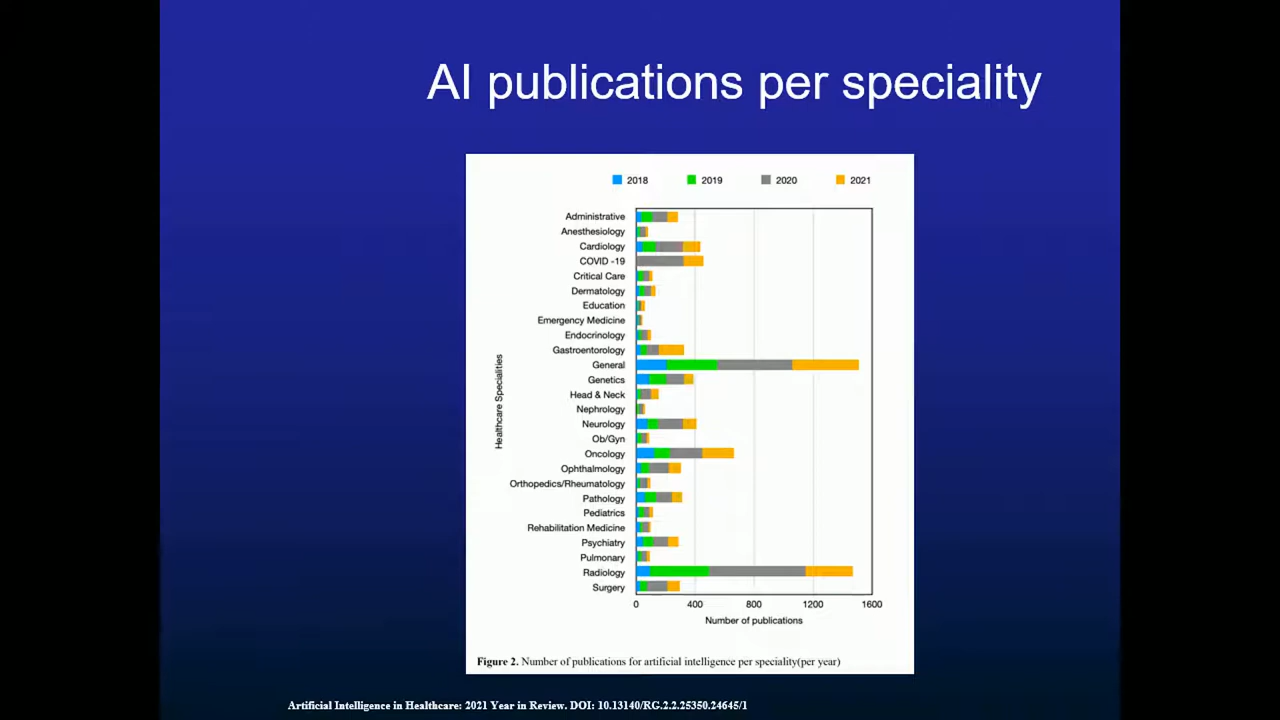 AI publications per speciality
2018 2019 2020 2021
Administrative
Anesthesiology
Cardiology
COVID -19
Critical Care
Dermatology
Education
Emergency Medicine
Endocrinology
Gastroentorology
General
Genetics
Head & Neck
Nephrology
Neurology
Ob/Gyn
Oncology
Ophthalmology
Orthopedics/Rheumatology
Pathology
Pediatrics
Rehabilitation Medicine
Psychiatry
Pulmonary
Radiology
Surgery
Healthcare Specialities
0 400 800 1200 1600
Number of publications
Figure 2. Number of publications for artificial intelligence per speciality(per year)
Artificial Intelligence in Healthcare: 2021 Year in Review. DOI: 10.13140/RG.2.2.25350.24645/1